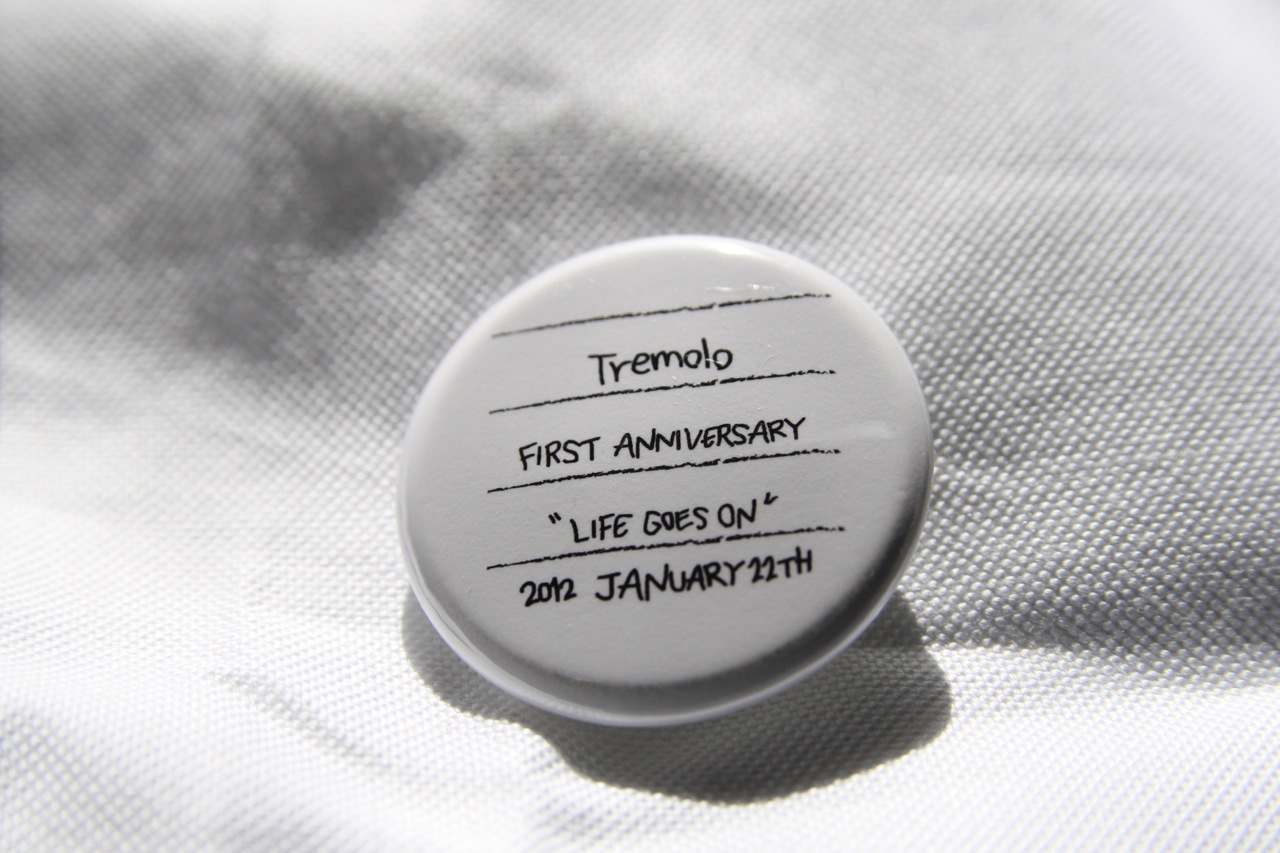 Tremolo
FIRST ANNIVERSARY
"LIFE GOES ON"
2012 JANUARY 22TH